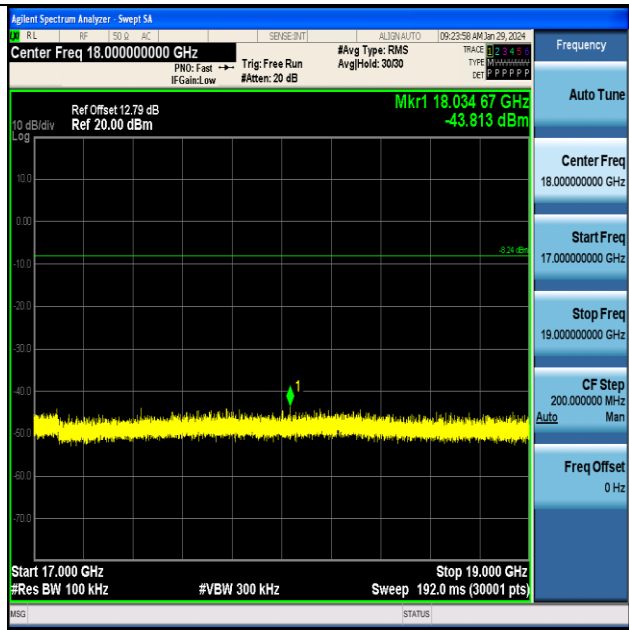 Agilent Spectrum Analyzer - Swept SA
RL RF 50 Ω AC SENSE:INT ALIGN AUTO 09:23:58 AM Jan 29, 2024
Center Freq 18.000000000 GHz #Avg Type: RMS TRACE 1 2 3 4 5 6
PNO: Fast Trig: Free Run Avg|Hold: 30/30 TYPE
IFGain:Low #Atten: 20 dB DET P P P P P P
Frequency
Auto Tune
Center Freq
18.000000000 GHz
Start Freq
17.000000000 GHz
Stop Freq
19.000000000 GHz
CF Step
200.000000 MHz
Auto Man
Freq Offset
0 Hz
Mkr1 18.034 67 GHz
-43.813 dBm
Ref Offset 12.79 dB
10 dB/div Ref 20.00 dBm
Log
10.0
0.00
-8.24 dBm
-10.0
-20.0
-30.0
-40.0
1
-50.0
-60.0
-70.0
Start 17.000 GHz Stop 19.000 GHz
#Res BW 100 kHz #VBW 300 kHz Sweep 192.0 ms (30001 pts)
MSG STATUS